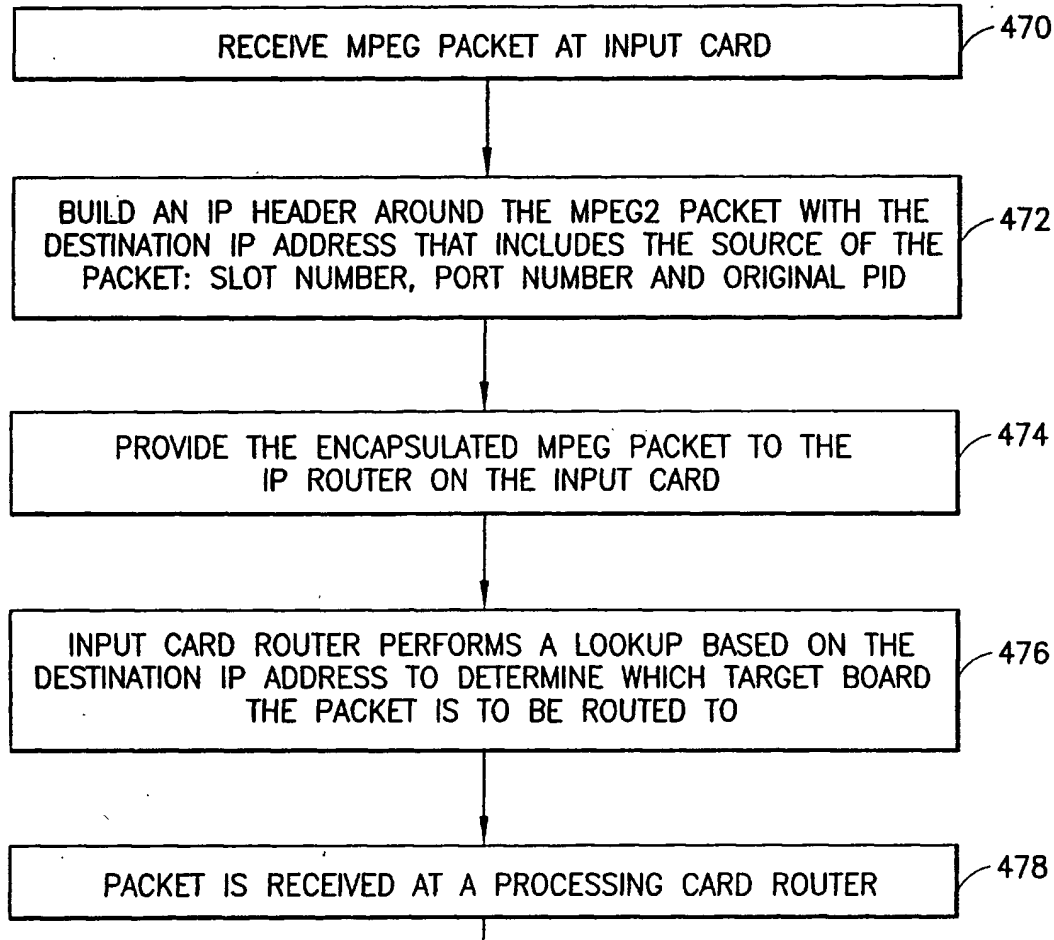 RECEIVE MPEG PACKET AT INPUT CARD
470
BUILD AN IP HEADER AROUND THE MPEG2 PACKET WITH THE
DESTINATION IP ADDRESS THAT INCLUDES THE SOURCE OF THE
PACKET: SLOT NUMBER, PORT NUMBER AND ORIGINAL PID
472
PROVIDE THE ENCAPSULATED MPEG PACKET TO THE
IP ROUTER ON THE INPUT CARD
474
INPUT CARD ROUTER PERFORMS A LOOKUP BASED ON THE
DESTINATION IP ADDRESS TO DETERMINE WHICH TARGET BOARD
THE PACKET IS TO BE ROUTED TO
476
PACKET IS RECEIVED AT A PROCESSING CARD ROUTER
478